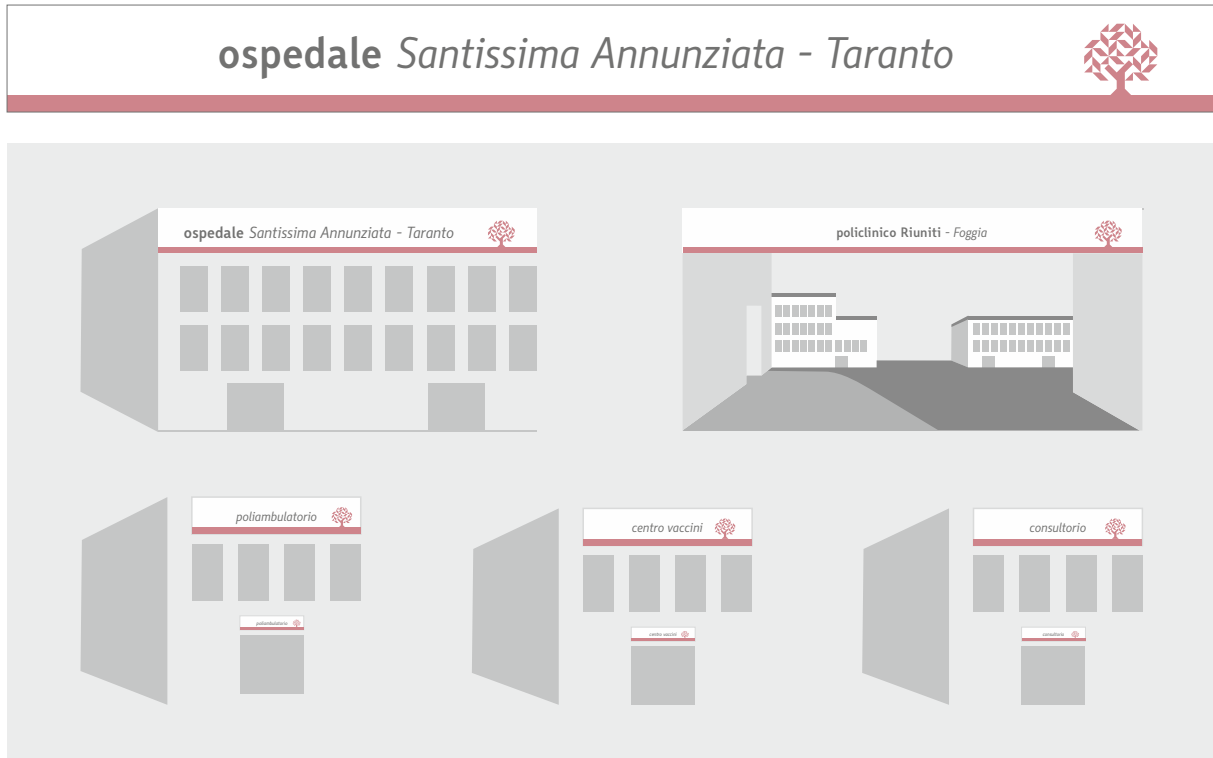 ospedale Santissima Annunziata - Taranto
ospedale Santissima Annunziata - Taranto
policlinico Riuniti - Foggia
poliambulatorio
centro vaccini
consultorio
poliambulatorio
centro vaccini
consultorio